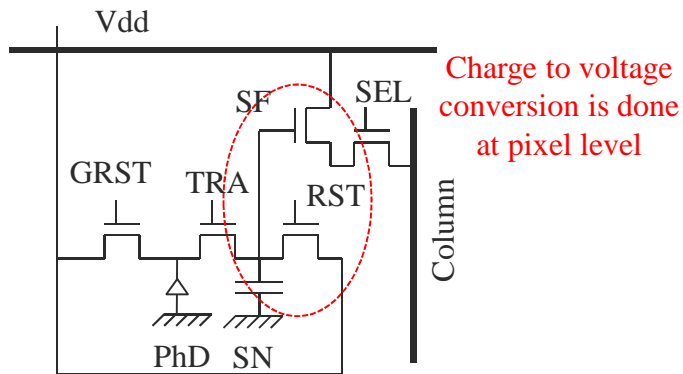 Vdd
Charge to voltage
conversion is done
at pixel level
SF
SEL
GRST
TRA
RST
Column
PhD
SN